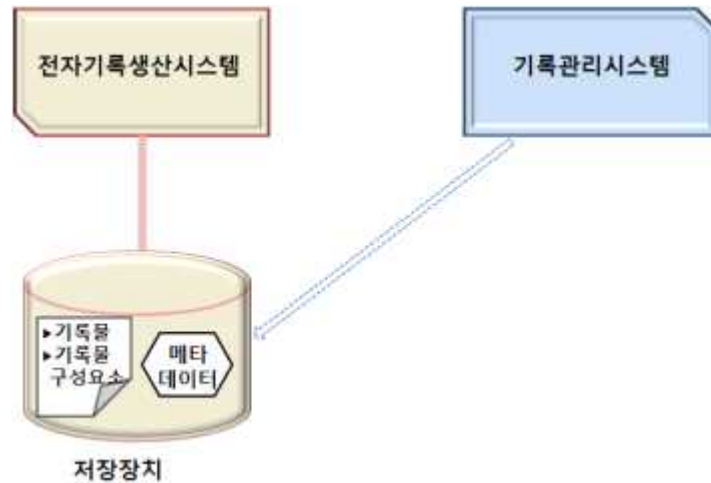 전자기록생산시스템
기록관리시스템
▶기록물
▶기록물
구성요소
메타
데이터
저장장치